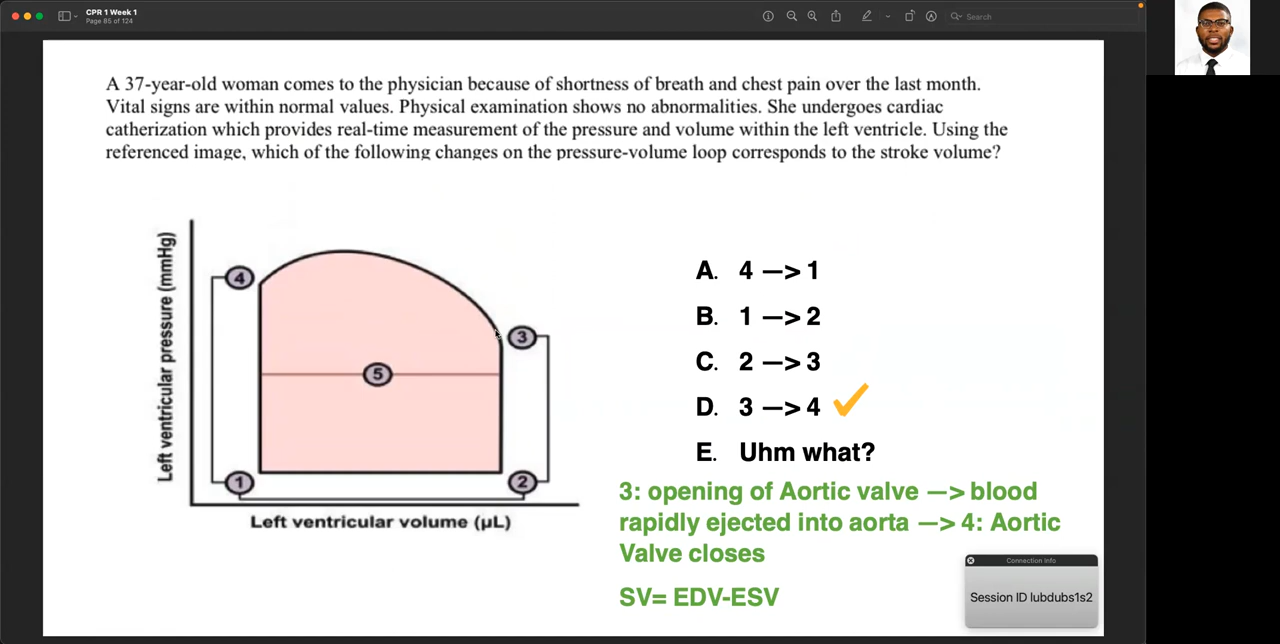 CPR 1 Week 1
Page 85 of 124
Search
A 37-year-old woman comes to the physician because of shortness of breath and chest pain over the last month.
Vital signs are within normal values. Physical examination shows no abnormalities. She undergoes cardiac
catherization which provides real-time measurement of the pressure and volume within the left ventricle. Using the
referenced image, which of the following changes on the pressure-volume loop corresponds to the stroke volume?
Left ventricular pressure (mmHg)
4
3
5
1
2
Left ventricular volume (µL)
A. 4 —> 1
B. 1 —> 2
C. 2 —> 3
D. 3 —> 4
E. Uhm what?
3: opening of Aortic valve —> blood
rapidly ejected into aorta —> 4: Aortic
Valve closes
SV= EDV-ESV
Connection Info
Session ID lubdubs1s2